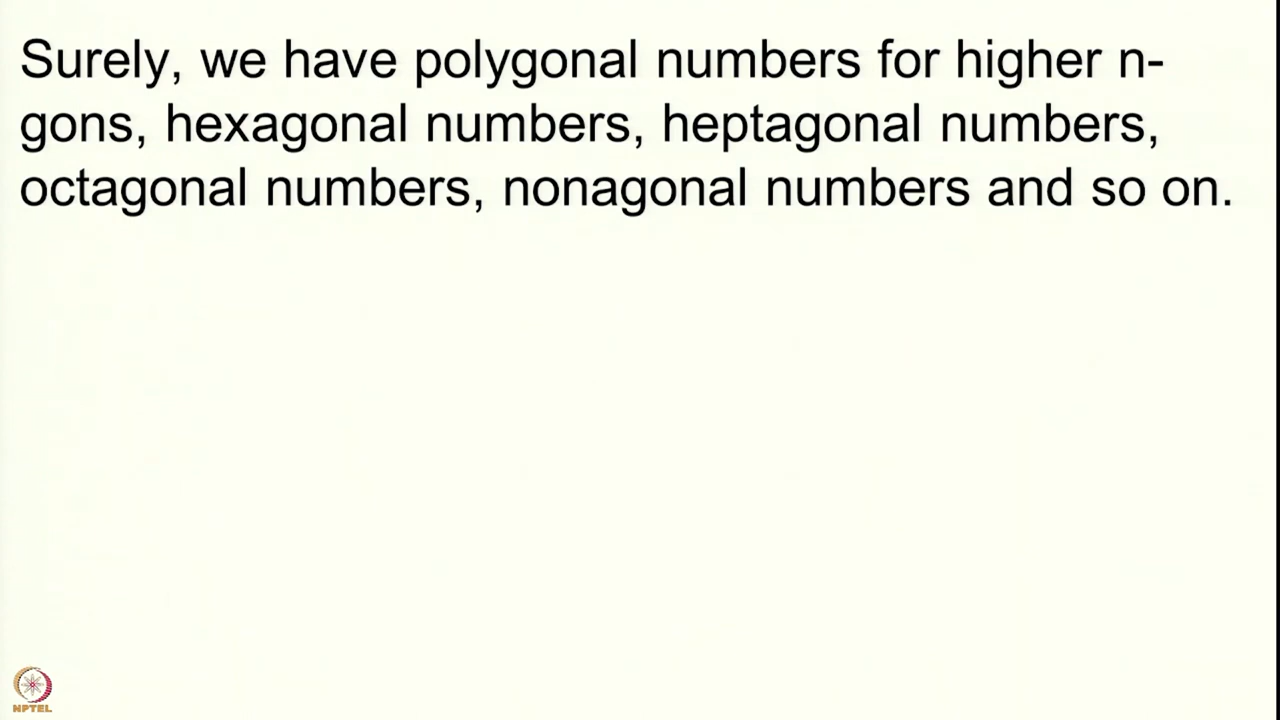 Surely, we have polygonal numbers for higher n-
gons, hexagonal numbers, heptagonal numbers,
octagonal numbers, nonagonal numbers and so on.
NPTEL